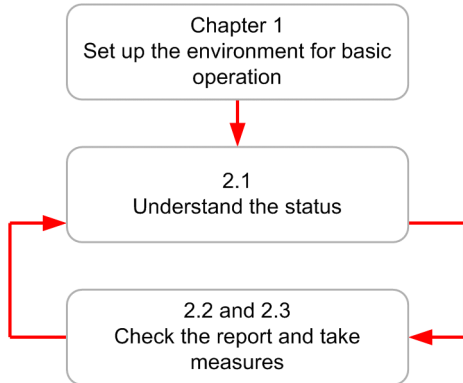 Chapter 1
Set up the environment for basic
operation
2.1
Understand the status
2.2 and 2.3
Check the report and take
measures